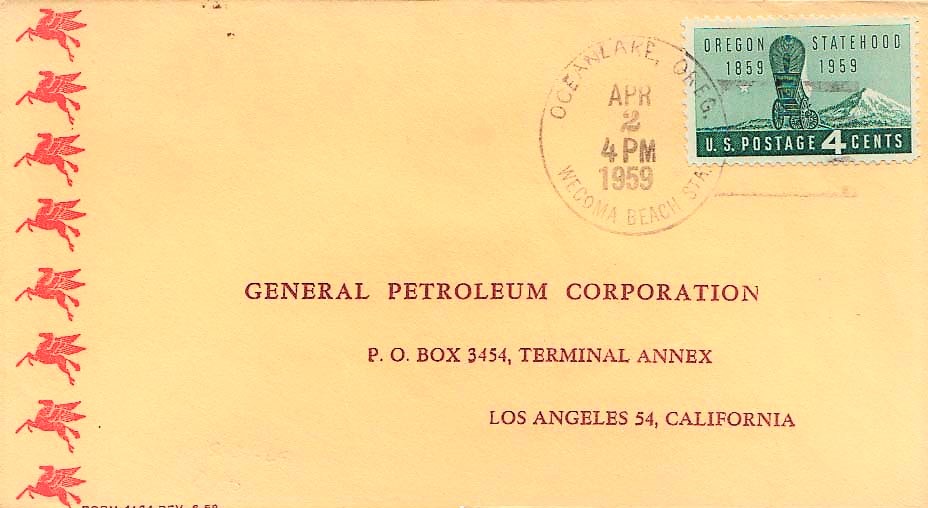 OREGON STATEHOOD
1859 1959
U.S. POSTAGE 4 CENTS
OCEANLAKE, OREG.
APR
2
4 PM
1959
WECOMA BEACH STA.
GENERAL PETROLEUM CORPORATION
P. O. BOX 3454, TERMINAL ANNEX
LOS ANGELES 54, CALIFORNIA